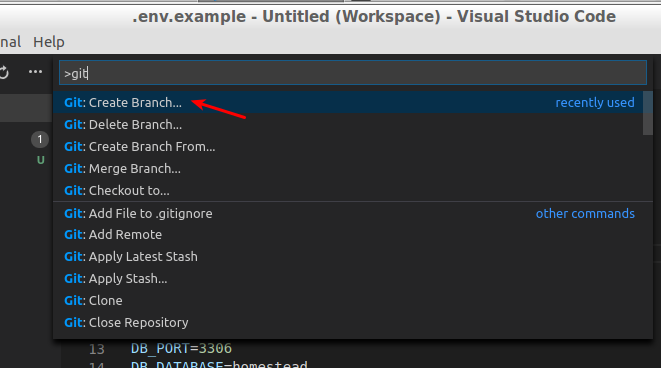 .env.example - Untitled (Workspace) - Visual Studio Code
nal Help
>git
Git: Create Branch... recently used
Git: Delete Branch...
1
Git: Create Branch From...
U
Git: Merge Branch...
Git: Checkout to...
Git: Add File to .gitignore other commands
Git: Add Remote
Git: Apply Latest Stash
Git: Apply Stash...
Git: Clone
Git: Close Repository
13 DB_PORT=3306
14 DB_DATABASE=homestead